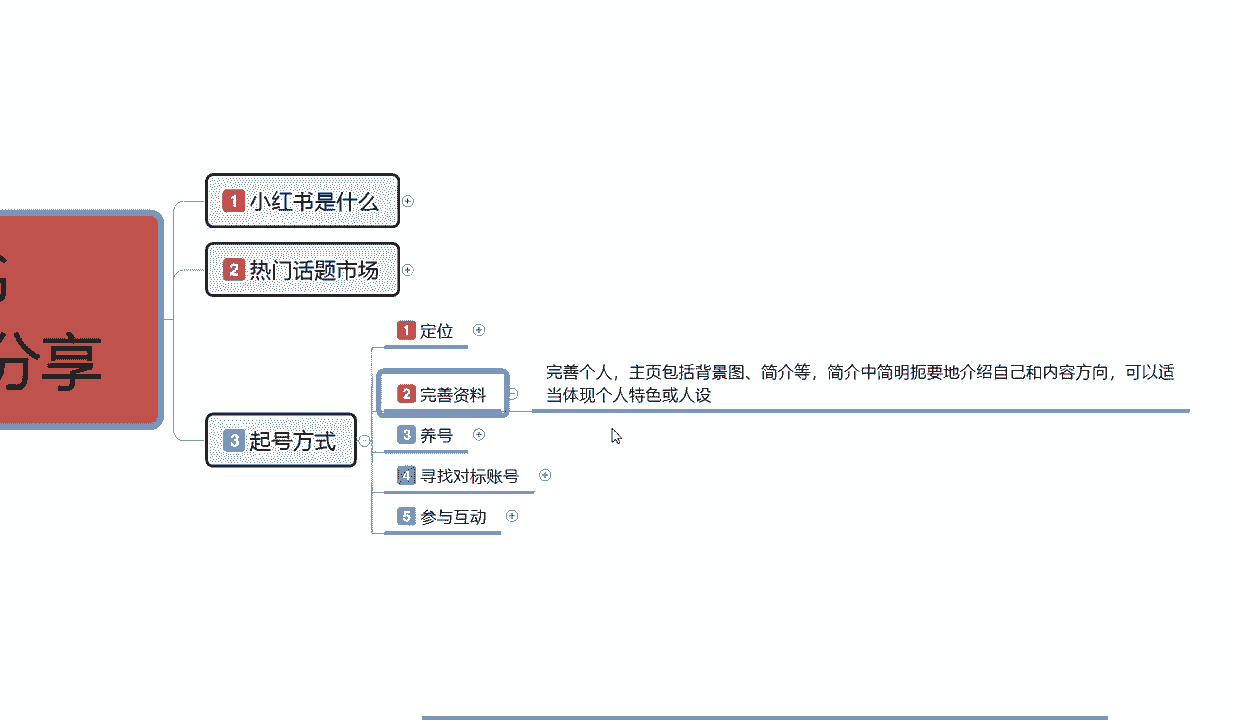 分享
1 小红书是什么
2 热门话题市场
3 起号方式
1 定位
2 完善资料
完善个人，主页包括背景图、简介等，简介中简明扼要地介绍自己和内容方向，可以适
当体现个人特色或人设
3 养号
4 寻找对标账号
5 参与互动